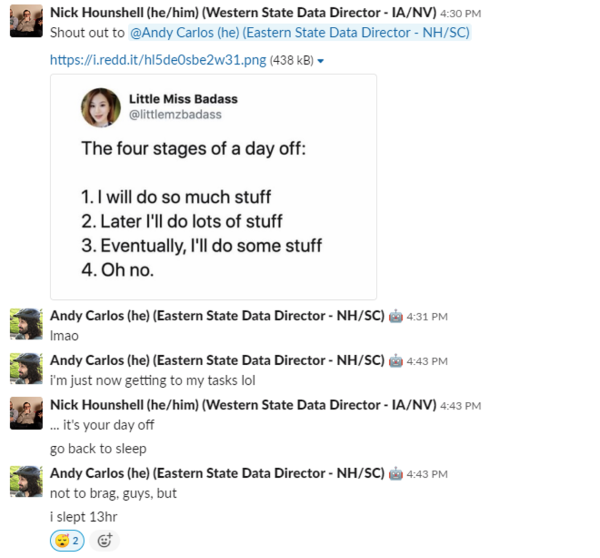 Nick Hounshell (he/him) (Western State Data Director - IA/NV) 4:30 PM
Shout out to @Andy Carlos (he) (Eastern State Data Director - NH/SC)
https://i.redd.it/hl5de0sbe2w31.png (438 kB)
Little Miss Badass
@littlemzbadass
The four stages of a day off:
1. I will do so much stuff
2. Later I'll do lots of stuff
3. Eventually, I'll do some stuff
4. Oh no.
Andy Carlos (he) (Eastern State Data Director - NH/SC) 4:31 PM
lmao
Andy Carlos (he) (Eastern State Data Director - NH/SC) 4:43 PM
i'm just now getting to my tasks lol
Nick Hounshell (he/him) (Western State Data Director - IA/NV) 4:43 PM
... it's your day off
go back to sleep
Andy Carlos (he) (Eastern State Data Director - NH/SC) 4:43 PM
not to brag, guys, but
i slept 13hr
2